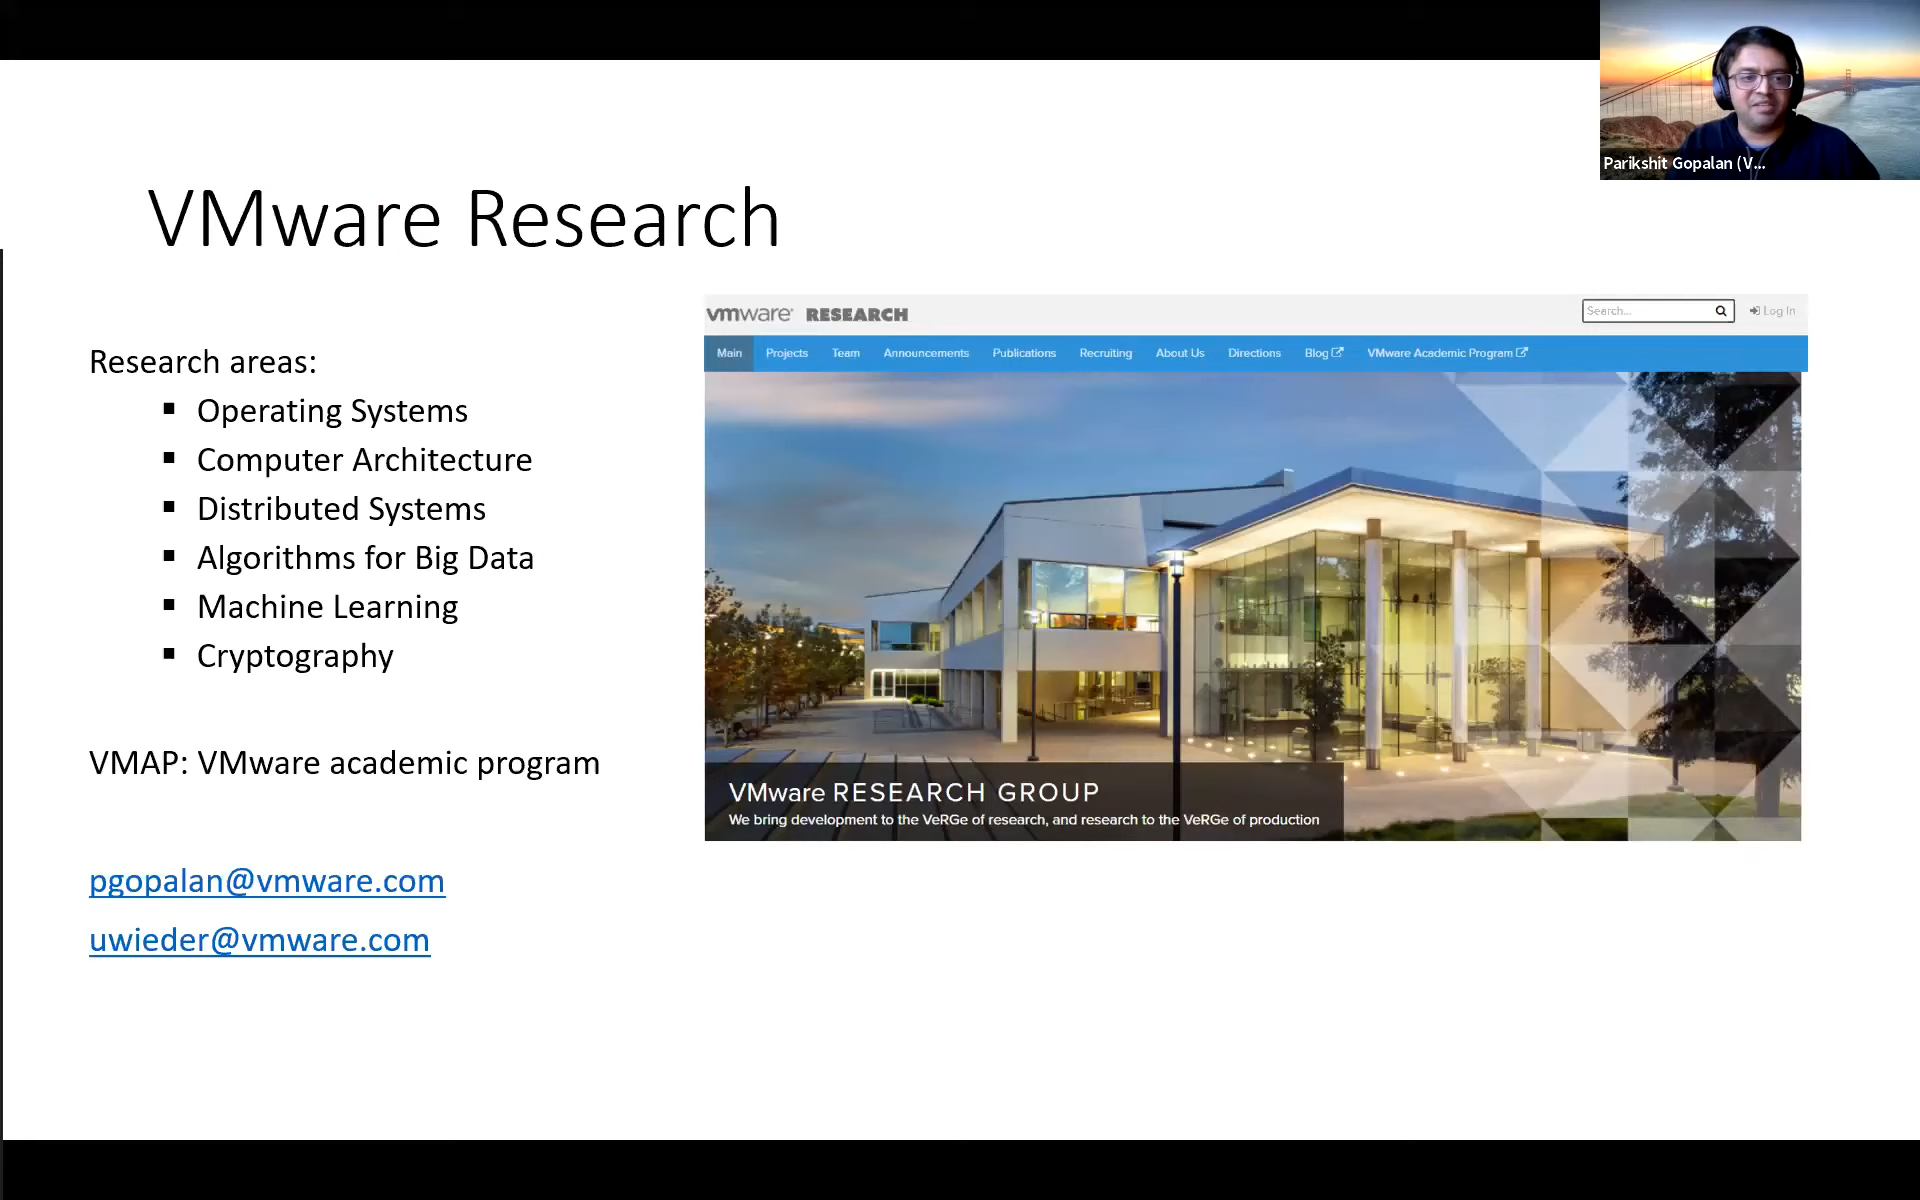 Parikshit Gopalan (V...
VMware Research
Research areas:
▪ Operating Systems
▪ Computer Architecture
▪ Distributed Systems
▪ Algorithms for Big Data
▪ Machine Learning
▪ Cryptography
VMAP: VMware academic program
pgopalan@vmware.com
uwieder@vmware.com
vmware RESEARCH
Search...
Log In
Main Projects Team Announcements Publications Recruiting About Us Directions Blog VMware Academic Program
VMware RESEARCH GROUP
We bring development to the VeRGe of research, and research to the VeRGe of production